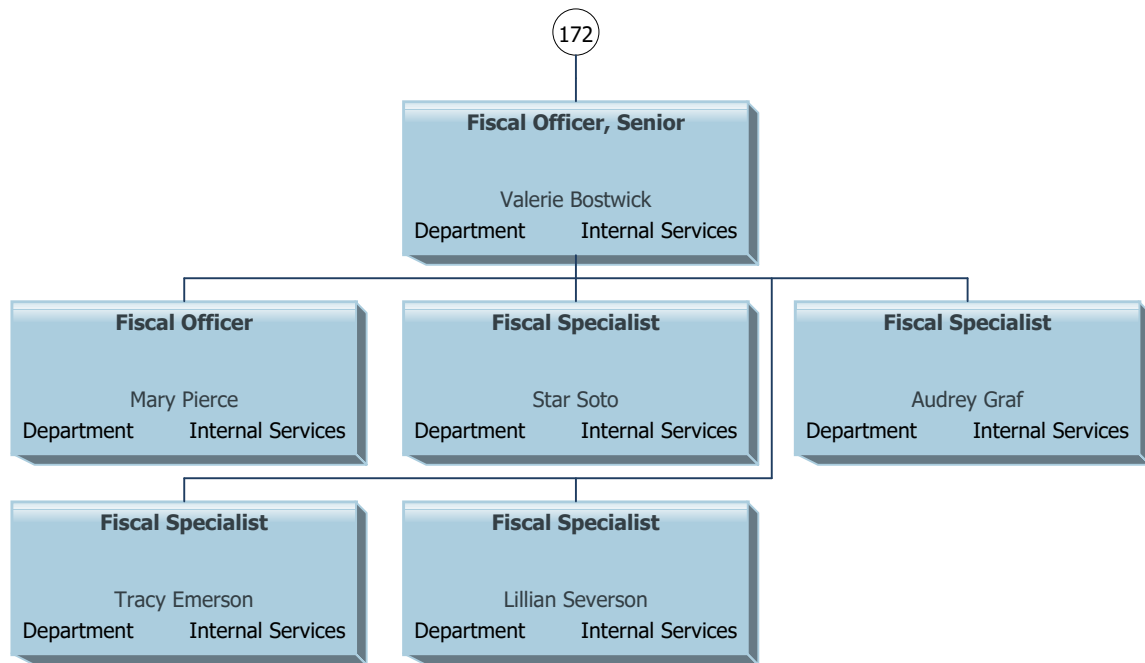 172
Fiscal Officer, Senior
Valerie Bostwick
Department Internal Services
Fiscal Officer
Mary Pierce
Department Internal Services
Fiscal Specialist
Star Soto
Department Internal Services
Fiscal Specialist
Audrey Graf
Department Internal Services
Fiscal Specialist
Tracy Emerson
Department Internal Services
Fiscal Specialist
Lillian Severson
Department Internal Services